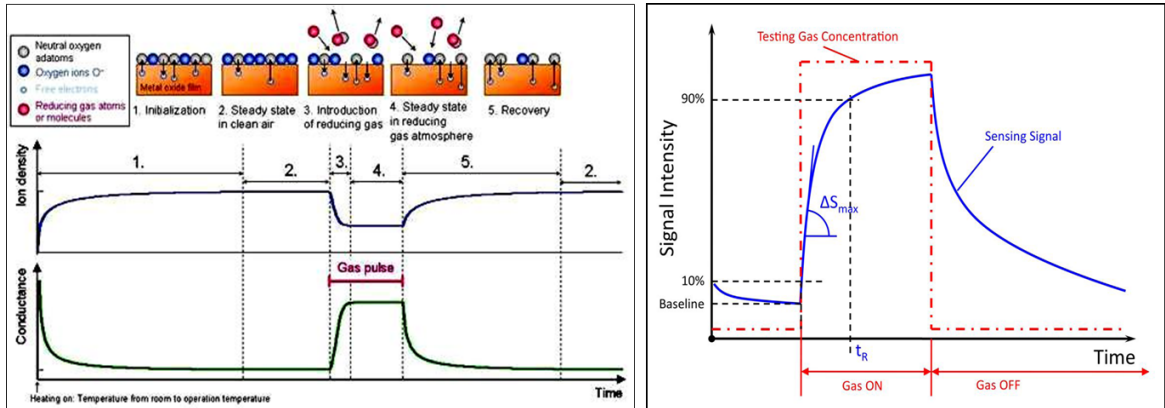 Neutral oxygen
adatoms
Oxygen ions O⁻
Free electrons
Reducing gas atoms
or molecules
Metal oxide film
1. Initialization
2. Steady state
in clean air
3. Introduction
of reducing gas
4. Steady state
in reducing
gas atmosphere
5. Recovery
Ion density
1.
2.
3.
4.
5.
2.
Gas pulse
Conductance
Time
Heating on: Temperature from room to operation temperature
Testing Gas Concentration
90%
Sensing Signal
ΔSmax
Signal Intensity
10%
Baseline
tR
Time
Gas ON
Gas OFF